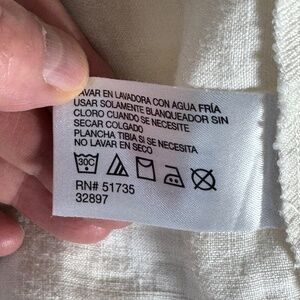 LAVAR EN LAVADORA CON AGUA FRÍA
USAR SOLAMENTE BLANQUEADOR SIN
CLORO CUANDO SE NECESITE
SECAR COLGADO
PLANCHA TIBIA SI SE NECESITA
NO LAVAR EN SECO
30C
RN# 51735
32897